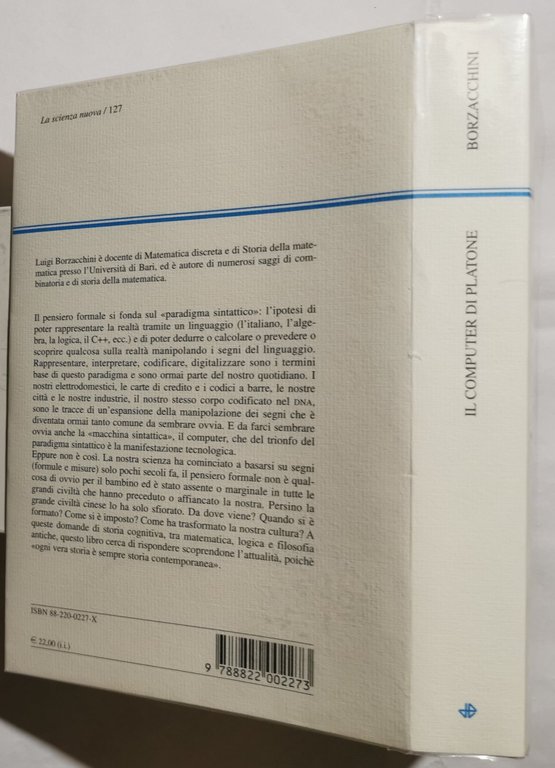 La scienza nuova / 127
Luigi Borzacchini è docente di Matematica discreta e di Storia della mate-
matica presso l'Università di Bari, ed è autore di numerosi saggi di com-
binatoria e di storia della matematica.
Il pensiero formale si fonda sul «paradigma sintattico»: l'ipotesi di
poter rappresentare la realtà tramite un linguaggio (l'italiano, l'alge-
bra, la logica, il C++, ecc.) e di poter dedurre o calcolare o prevedere o
scoprire qualcosa sulla realtà manipolando i segni del linguaggio.
Rappresentare, interpretare, codificare, digitalizzare sono i termini
base di questo paradigma e sono ormai parte del nostro quotidiano. I
nostri elettrodomestici, le carte di credito e i codici a barre, le nostre
città e le nostre industrie, il nostro stesso corpo codificato nel DNA,
sono le tracce di un'espansione della manipolazione dei segni che è
diventata ormai tanto comune da sembrare ovvia. E da farci sembrare
ovvia anche la «macchina sintattica», il computer, che del trionfo del
paradigma sintattico è la manifestazione tecnologica.
Eppure non è così. La nostra scienza ha cominciato a basarsi su segni
(formule e misure) solo pochi secoli fa, il pensiero formale non è qual-
cosa di ovvio per il bambino ed è stato assente o marginale in tutte le
grandi civiltà che hanno preceduto o affiancato la nostra. Persino la
grande civiltà cinese lo ha solo sfiorato. Da dove viene? Quando si è
formato? Come si è imposto? Come ha trasformato la nostra cultura? A
queste domande di storia cognitiva, tra matematica, logica e filosofia
antiche, questo libro cerca di rispondere scoprendone l'attualità, poichè
«ogni vera storia è sempre storia contemporanea».
ISBN 88-220-0227-X
€ 22,00 (i.i.)
9 788822 002273
BORZACCHINI
IL COMPUTER DI PLATONE